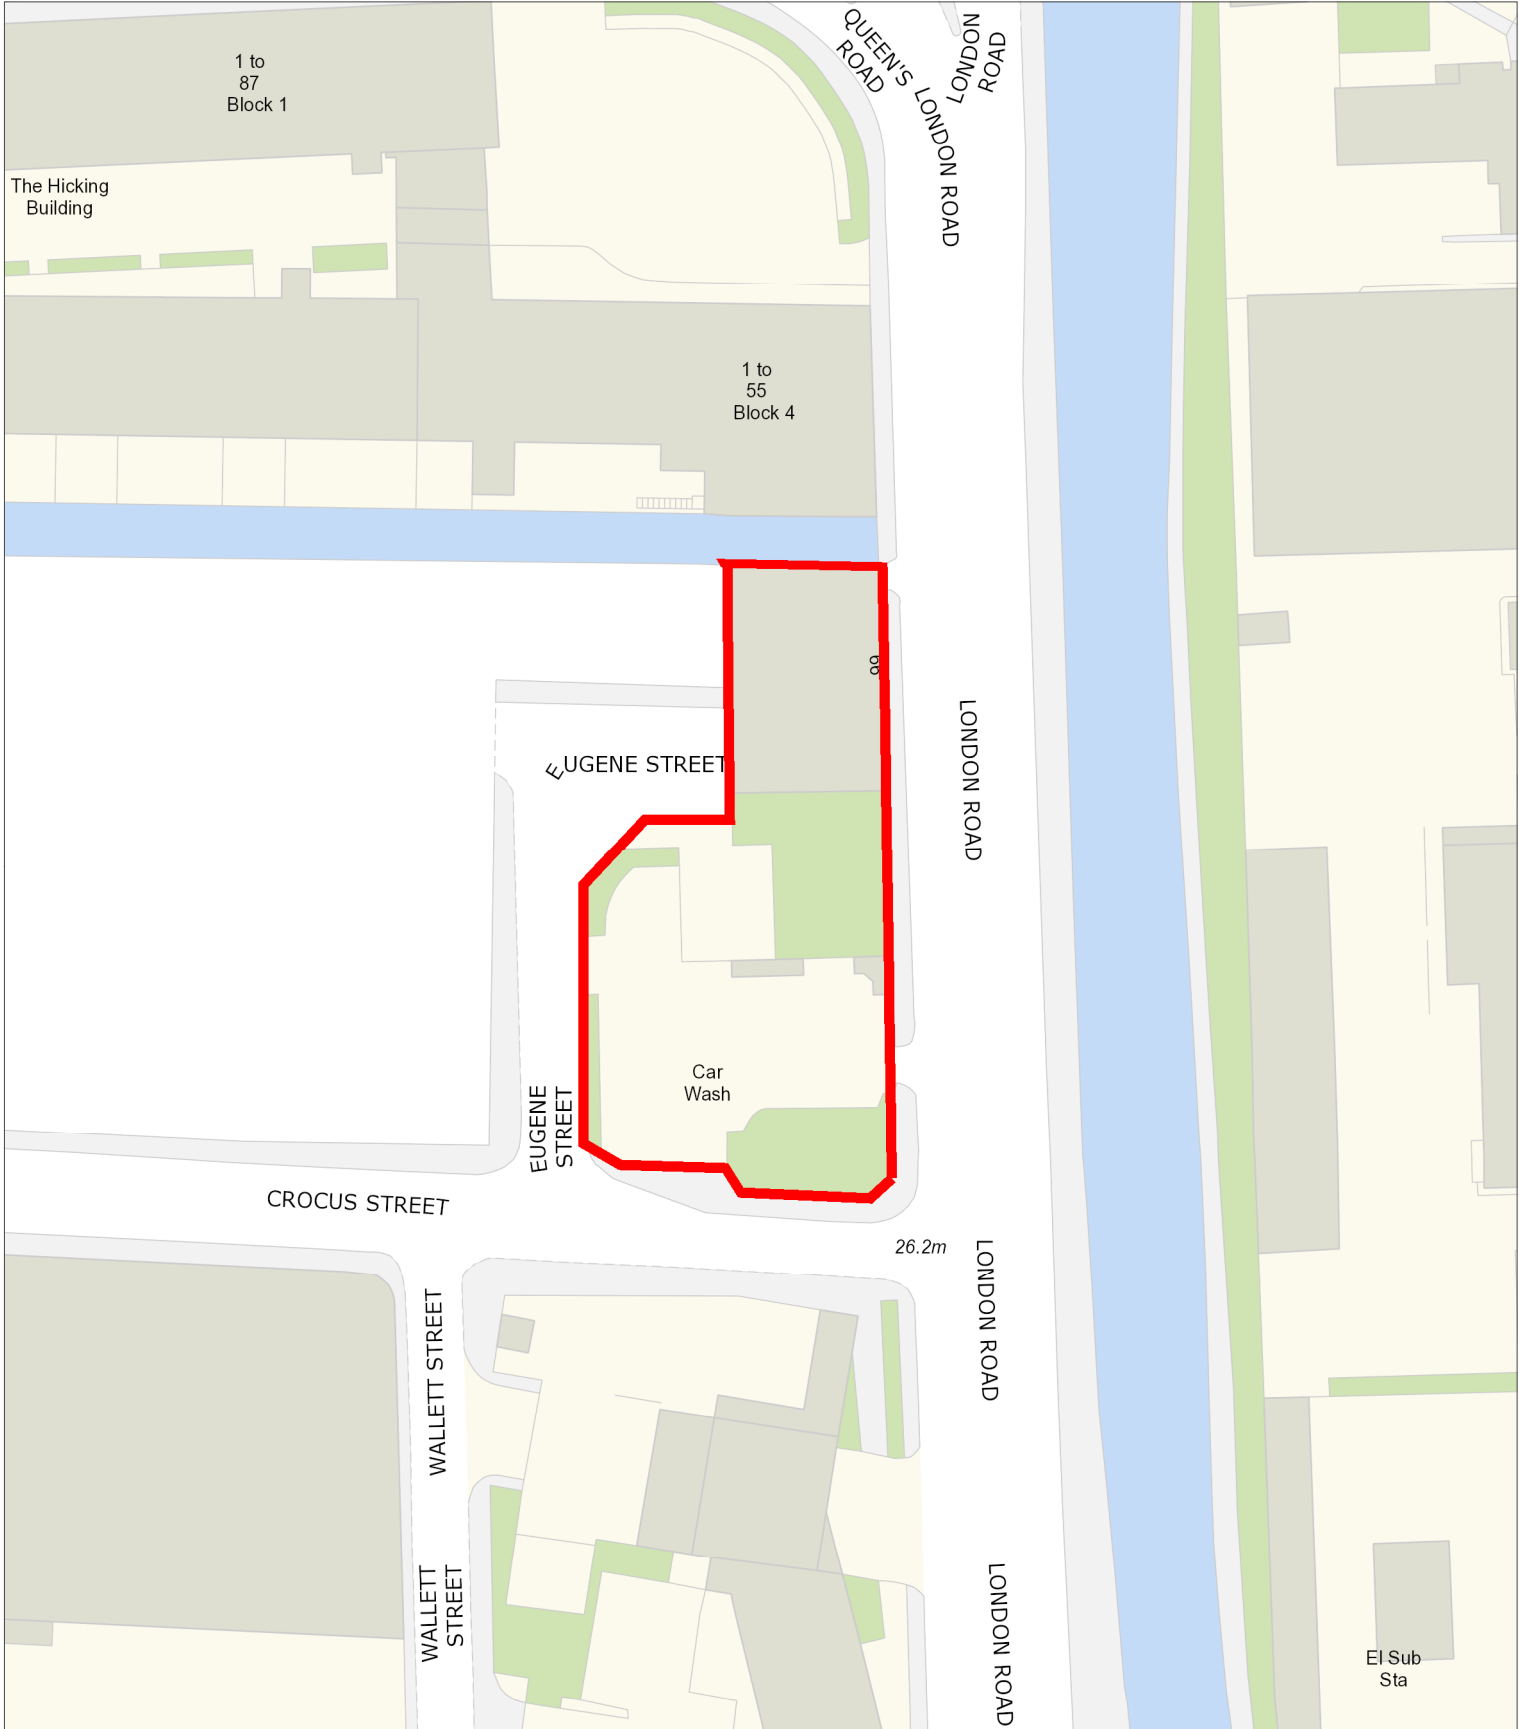 QUEEN'S
ROAD
LONDON
ROAD
LONDON ROAD
1 to
87
Block 1
The Hicking
Building
1 to
55
Block 4
66
EUGENE STREET
LONDON ROAD
Car
Wash
EUGENE
STREET
CROCUS STREET
26.2m
LONDON ROAD
WALLETT STREET
WALLETT
STREET
LONDON ROAD
El Sub
Sta